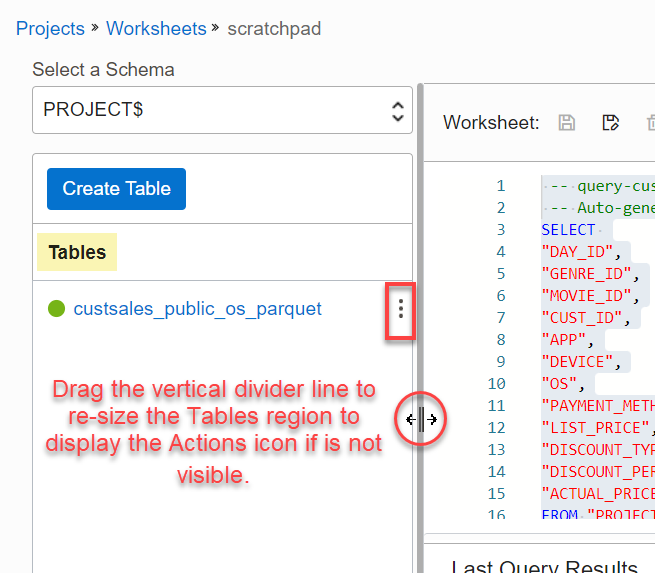 Projects » Worksheets » scratchpad
Select a Schema
PROJECT$
Worksheet:
Create Table
Tables
custsales_public_os_parquet
Drag the vertical divider line to
re-size the Tables region to
display the Actions icon if is not
visible.
1 -- query-cus
2 -- Auto-gene
3 SELECT
4 "DAY_ID",
5 "GENRE_ID",
6 "MOVIE_ID",
7 "CUST_ID",
8 "APP",
9 "DEVICE",
10 "OS",
11 "PAYMENT_METH
12 "LIST_PRICE",
13 "DISCOUNT_TYP
14 "DISCOUNT_PER
15 "ACTUAL_PRICE
16 FROM "PROJECT
Last Query Results